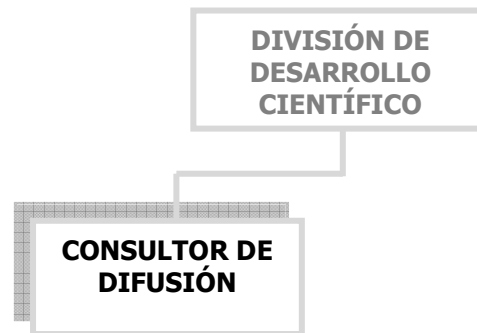 DIVISIÓN DE
DESARROLLO
CIENTÍFICO
CONSULTOR DE
DIFUSIÓN